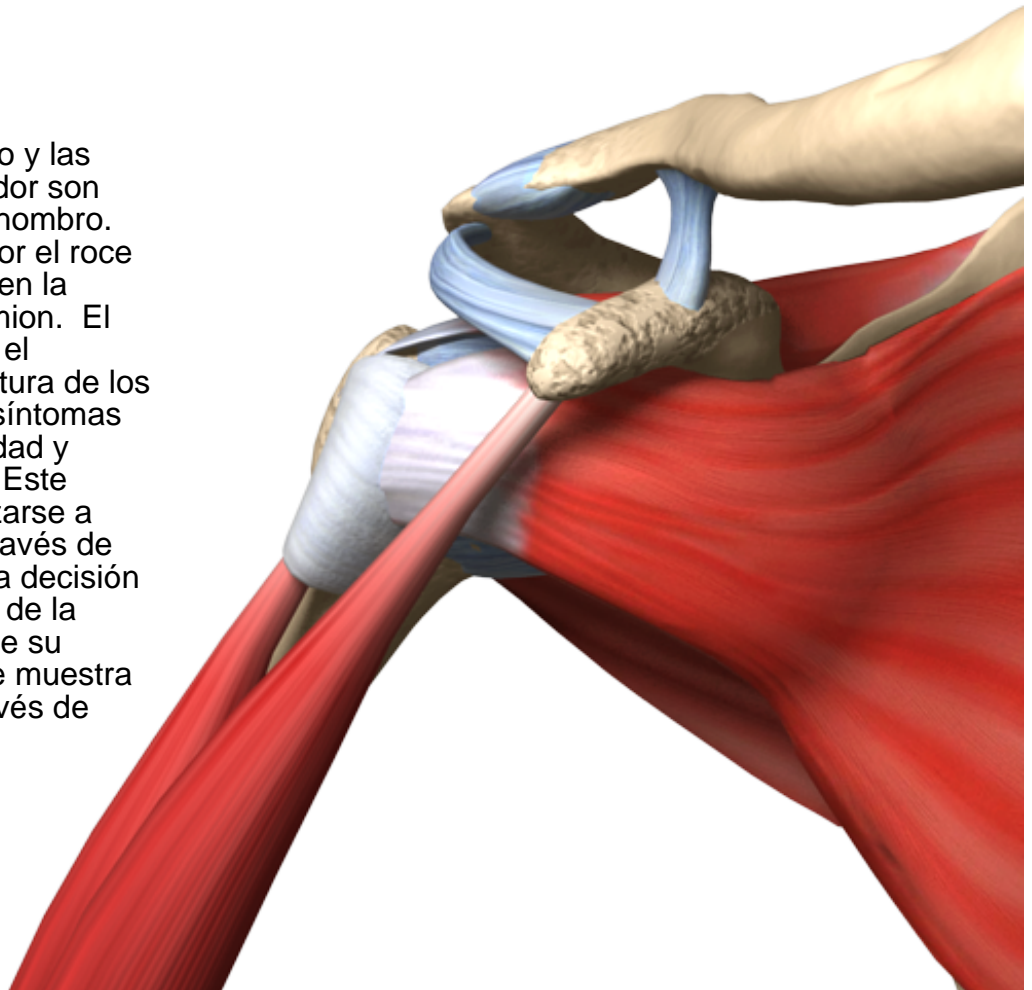 o y las
dor son
hombro.
or el roce
en la
nion.  El
el
tura de los
síntomas
dad y
Este
zarse a
avés de
a decisión
de la
e su
e muestra
vés de